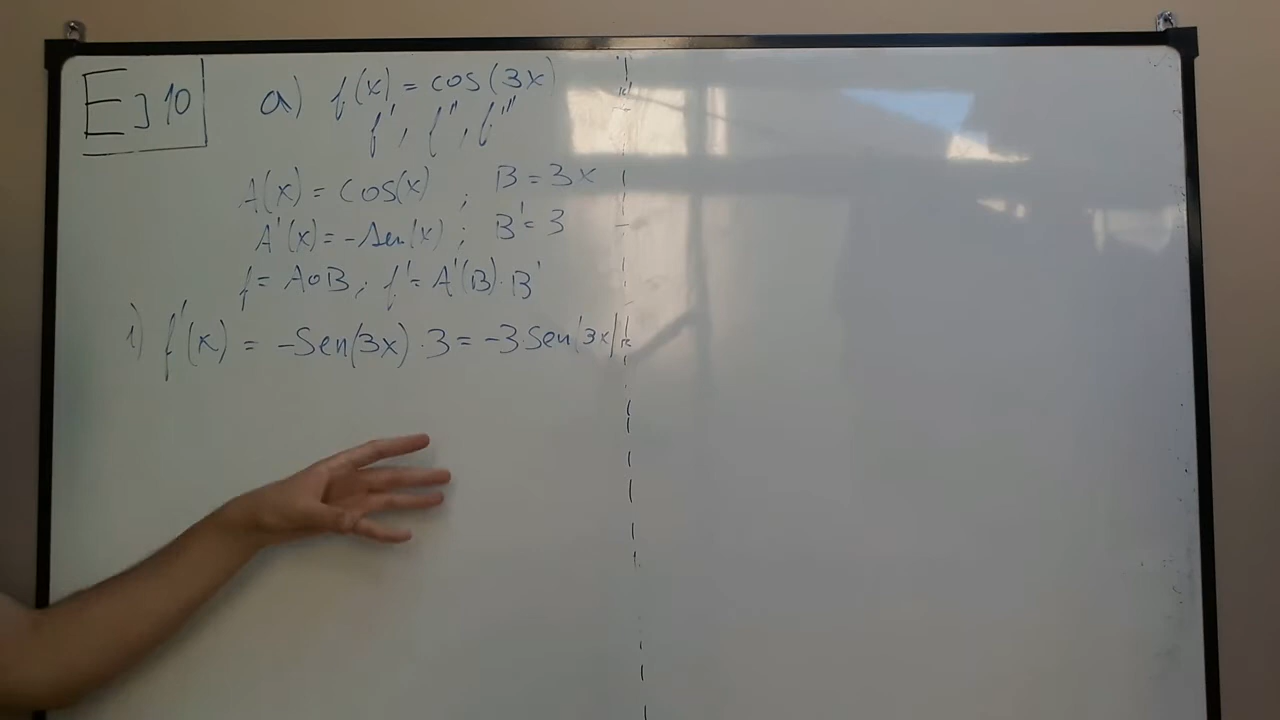 Ej 10 a) f(x) = cos(3x)
f', f'', f'''
A(x) = cos(x) ; B = 3x
A'(x) = -sen(x) ; B' = 3
f = A∘B ; f' = A'(B)·B'
1) f'(x) = -Sen(3x)·3 = -3 Sen(3x)